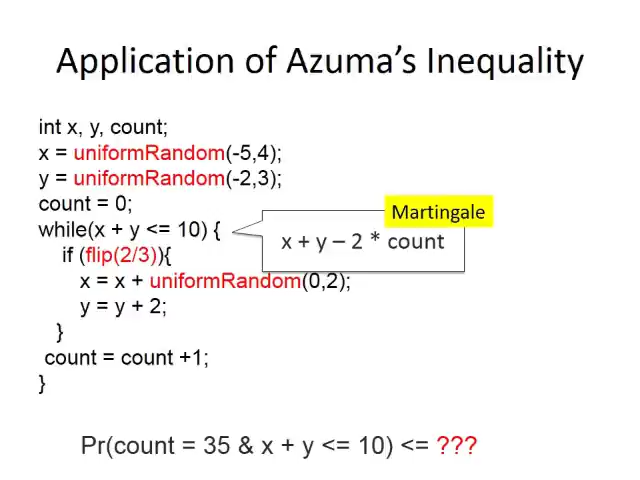 Application of Azuma's Inequality
int x, y, count;
x = uniformRandom(-5,4);
y = uniformRandom(-2,3);
count = 0;
while(x + y <= 10) {
Martingale
x + y – 2 * count
if (flip(2/3)){
x = x + uniformRandom(0,2);
y = y + 2;
}
count = count +1;
}
Pr(count = 35 & x + y <= 10) <= ???